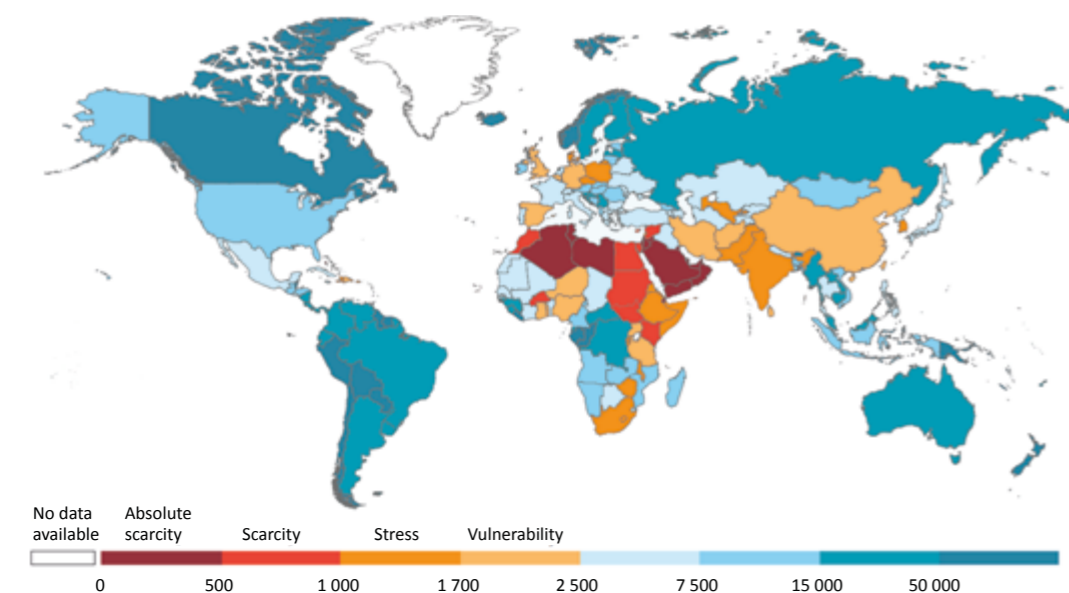 No data available
Absolute scarcity
Scarcity
Stress
Vulnerability
0
500
1 000
1 700
2 500
7 500
15 000
50 000